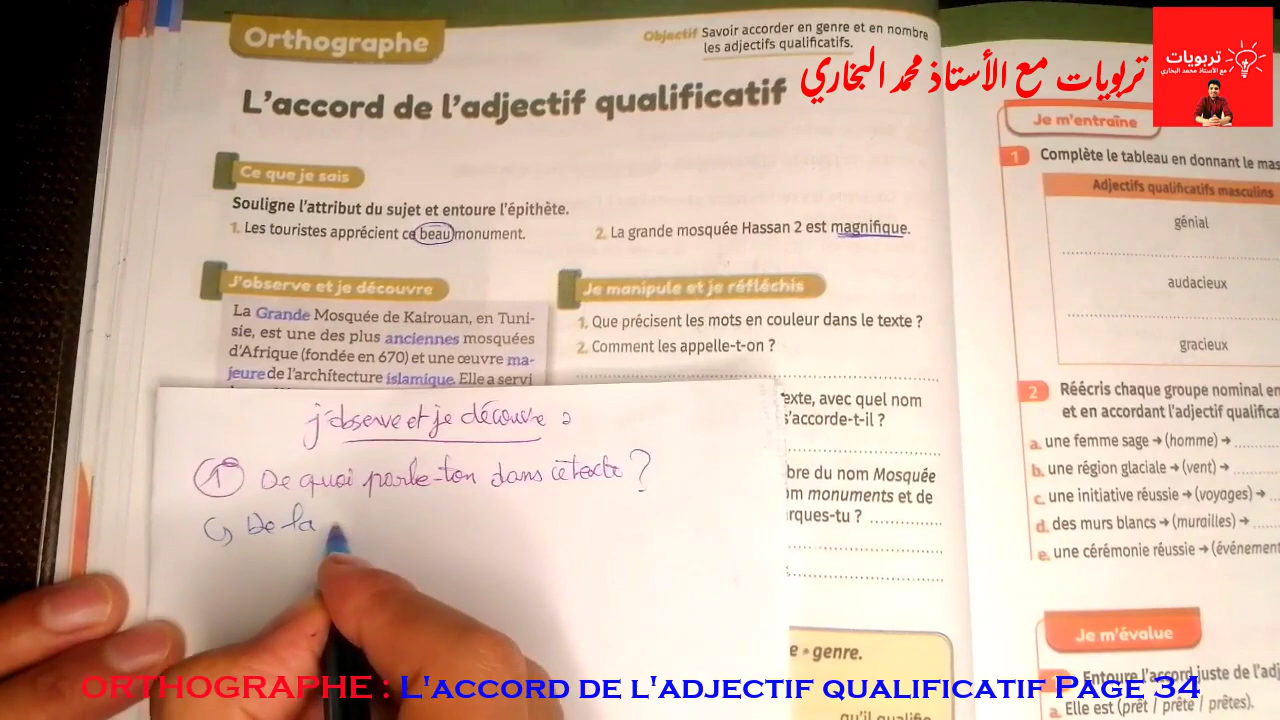 Orthographe
Objectif Savoir accorder en genre et en nombre
les adjectifs qualificatifs.
L'accord de l'adjectif qualificatif
تربويات مع الأستاذ محمد البخاري
تربويات
مع الأستاذ محمد البخاري
Ce que je sais
Souligne l'attribut du sujet et entoure l'épithète.
1. Les touristes apprécient ce beau monument.
2. La grande mosquée Hassan 2 est magnifique.
J'observe et je découvre
La Grande Mosquée de Kairouan, en Tuni-
sie, est une des plus anciennes mosquées
d'Afrique (fondée en 670) et une œuvre ma-
jeure de l'architecture islamique. Elle a servi
Je manipule et je réfléchis
1. Que précisent les mots en couleur dans le texte ?
2. Comment les appelle-t-on ?
exte, avec quel nom
s'accorde-t-il ?
bre du nom Mosquée
om monuments et de
rques-tu ?
e • genre.
qu'il qualifie
j'observe et je découvre
1 De quoi parle-t-on dans ce texte ?
De la
Je m'entraîne
1 Complète le tableau en donnant le mas
Adjectifs qualificatifs masculins
génial
audacieux
gracieux
2 Réécris chaque groupe nominal en
et en accordant l'adjectif qualifica
a. une femme sage → (homme) →
b. une région glaciale → (vent) →
c. une initiative réussie → (voyages) →
d. des murs blancs → (murailles) →
e. une cérémonie réussie → (événement
Je m'évalue
1 Entoure l'accord juste de l'adj
a. Elle est (prêt / prête / prêtes).
ORTHOGRAPHE : L'ACCORD DE L'ADJECTIF QUALIFICATIF PAGE 34